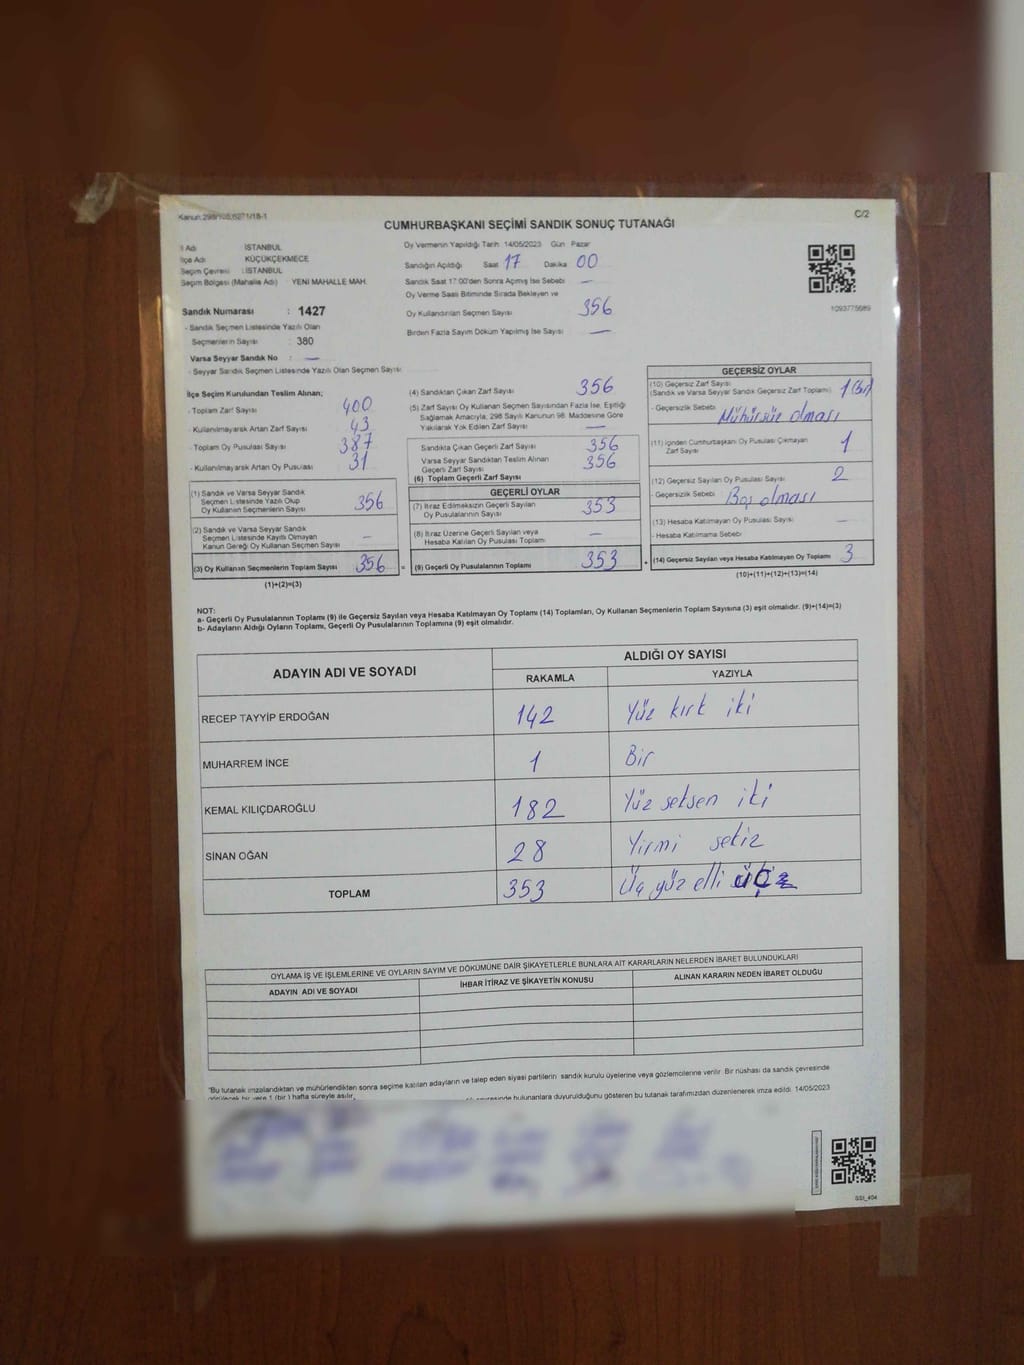 Kanun:298/105;6271/18-1
C/2
CUMHURBAŞKANI SEÇİMİ SANDIK SONUÇ TUTANAĞI
İl Adı : İSTANBUL
İlçe Adı : KÜÇÜKÇEKMECE
Seçim Çevresi : İSTANBUL
Seçim Bölgesi (Mahalle Adı) : YENİ MAHALLE MAH.
Sandık Numarası : 1427
- Sandık Seçmen Listesinde Yazılı Olan
Seçmenlerin Sayısı : 380
Varsa Seyyar Sandık No : —
- Seyyar Sandık Seçmen Listesinde Yazılı Olan Seçmen Sayısı:
Oy Vermenin Yapıldığı Tarih 14/05/2023 Gün Pazar
Sandığın Açıldığı Saat 17 Dakika 00
Sandık Saat 17:00'den Sonra Açılmış İse Sebebi —
Oy Verme Saati Bitiminde Sırada Bekleyen ve
Oy Kullandırılan Seçmen Sayısı 356
Birden Fazla Sayım Döküm Yapılmış İse Sayısı —
1093775689
İlçe Seçim Kurulundan Teslim Alınan;
- Toplam Zarf Sayısı 400
- Kullanılmayarak Artan Zarf Sayısı 43
- Toplam Oy Pusulası Sayısı 387
- Kullanılmayarak Artan Oy Pusulası 31
(1) Sandık ve Varsa Seyyar Sandık
Seçmen Listesinde Yazılı Olup
Oy Kullanan Seçmenlerin Sayısı 356
(2) Sandık ve Varsa Seyyar Sandık
Seçmen Listesinde Kayıtlı Olmayan
Kanun Gereği Oy Kullanan Seçmen Sayısı —
(3) Oy Kullanan Seçmenlerin Toplam Sayısı 356 =
(1)+(2)=(3)
(4) Sandıktan Çıkan Zarf Sayısı 356
(5) Zarf Sayısı Oy Kullanan Seçmen Sayısından Fazla İse, Eşitliği
Sağlamak Amacıyla, 298 Sayılı Kanunun 98. Maddesine Göre
Yakılarak Yok Edilen Zarf Sayısı —
Sandıkta Çıkan Geçerli Zarf Sayısı 356
Varsa Seyyar Sandıktan Teslim Alınan
Geçerli Zarf Sayısı 356
(6) Toplam Geçerli Zarf Sayısı
GEÇERLİ OYLAR
(7) İtiraz Edilmeksizin Geçerli Sayılan
Oy Pusulalarının Sayısı 353
(8) İtiraz Üzerine Geçerli Sayılan veya
Hesaba Katılan Oy Pusulası Toplamı —
(9) Geçerli Oy Pusulalarının Toplamı 353 +
GEÇERSİZ OYLAR
(10) Geçersiz Zarf Sayısı
(Sandık ve Varsa Seyyar Sandık Geçersiz Zarf Toplamı) 1 (bir)
- Geçersizlik Sebebi: Mühürsüz olması
(11) İçinden Cumhurbaşkanı Oy Pusulası Çıkmayan
Zarf Sayısı 1
(12) Geçersiz Sayılan Oy Pusulası Sayısı 2
- Geçersizlik Sebebi : Boş olması
(13) Hesaba Katılmayan Oy Pusulası Sayısı —
- Hesaba Katılmama Sebebi
(14) Geçersiz Sayılan veya Hesaba Katılmayan Oy Toplamı 3
(10)+(11)+(12)+(13)=(14)
NOT:
a- Geçerli Oy Pusulalarının Toplamı (9) ile Geçersiz Sayılan veya Hesaba Katılmayan Oy Toplamı (14) Toplamları, Oy Kullanan Seçmenlerin Toplam Sayısına (3) eşit olmalıdır. (9)+(14)=(3)
b- Adayların Aldığı Oyların Toplamı, Geçerli Oy Pusulalarının Toplamına (9) eşit olmalıdır.
ADAYIN ADI VE SOYADI
ALDIĞI OY SAYISI
RAKAMLA YAZIYLA
RECEP TAYYİP ERDOĞAN 142 Yüz kırk iki
MUHARREM İNCE 1 Bir
KEMAL KILIÇDAROĞLU 182 Yüz seksen iki
SİNAN OĞAN 28 Yirmi sekiz
TOPLAM 353 Üç yüz elli üç
OYLAMA İŞ VE İŞLEMLERİNE VE OYLARIN SAYIM VE DÖKÜMÜNE DAİR ŞİKAYETLERLE BUNLARA AİT KARARLARIN NELERDEN İBARET BULUNDUKLARI
ADAYIN ADI VE SOYADI İHBAR İTİRAZ VE ŞİKAYETİN KONUSU ALINAN KARARIN NEDEN İBARET OLDUĞU
"Bu tutanak imzalandıktan ve mühürlendikten sonra seçime katılan adayların ve talep eden siyasi partilerin sandık kurulu üyelerine veya gözlemcilerine verilir. Bir nüshası da sandık çevresinde
görülecek bir yere 1 (bir) hafta süreyle asılır. bulunanlara duyurulduğunu gösteren bu tutanak tarafımızdan düzenlenerek imza edildi. 14/05/2023
SSI_404